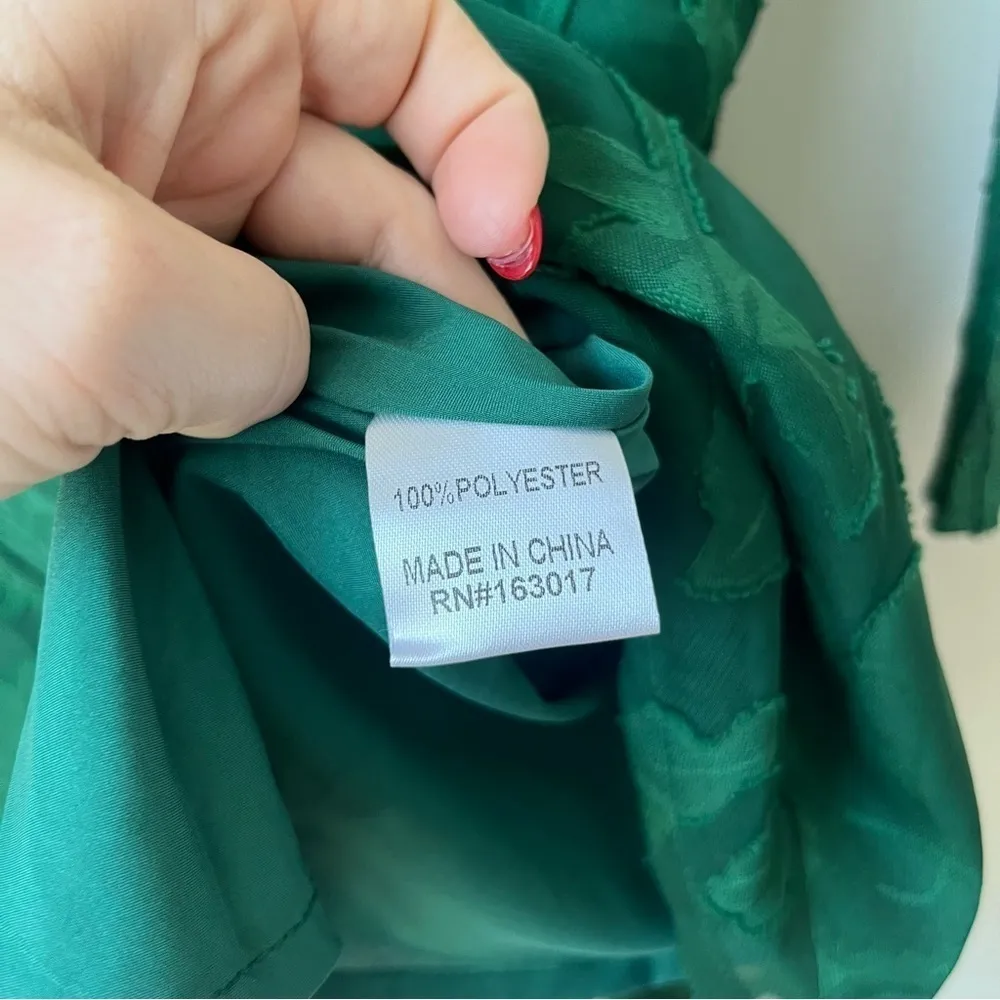 100%POLYESTER
MADE IN CHINA
RN#163017